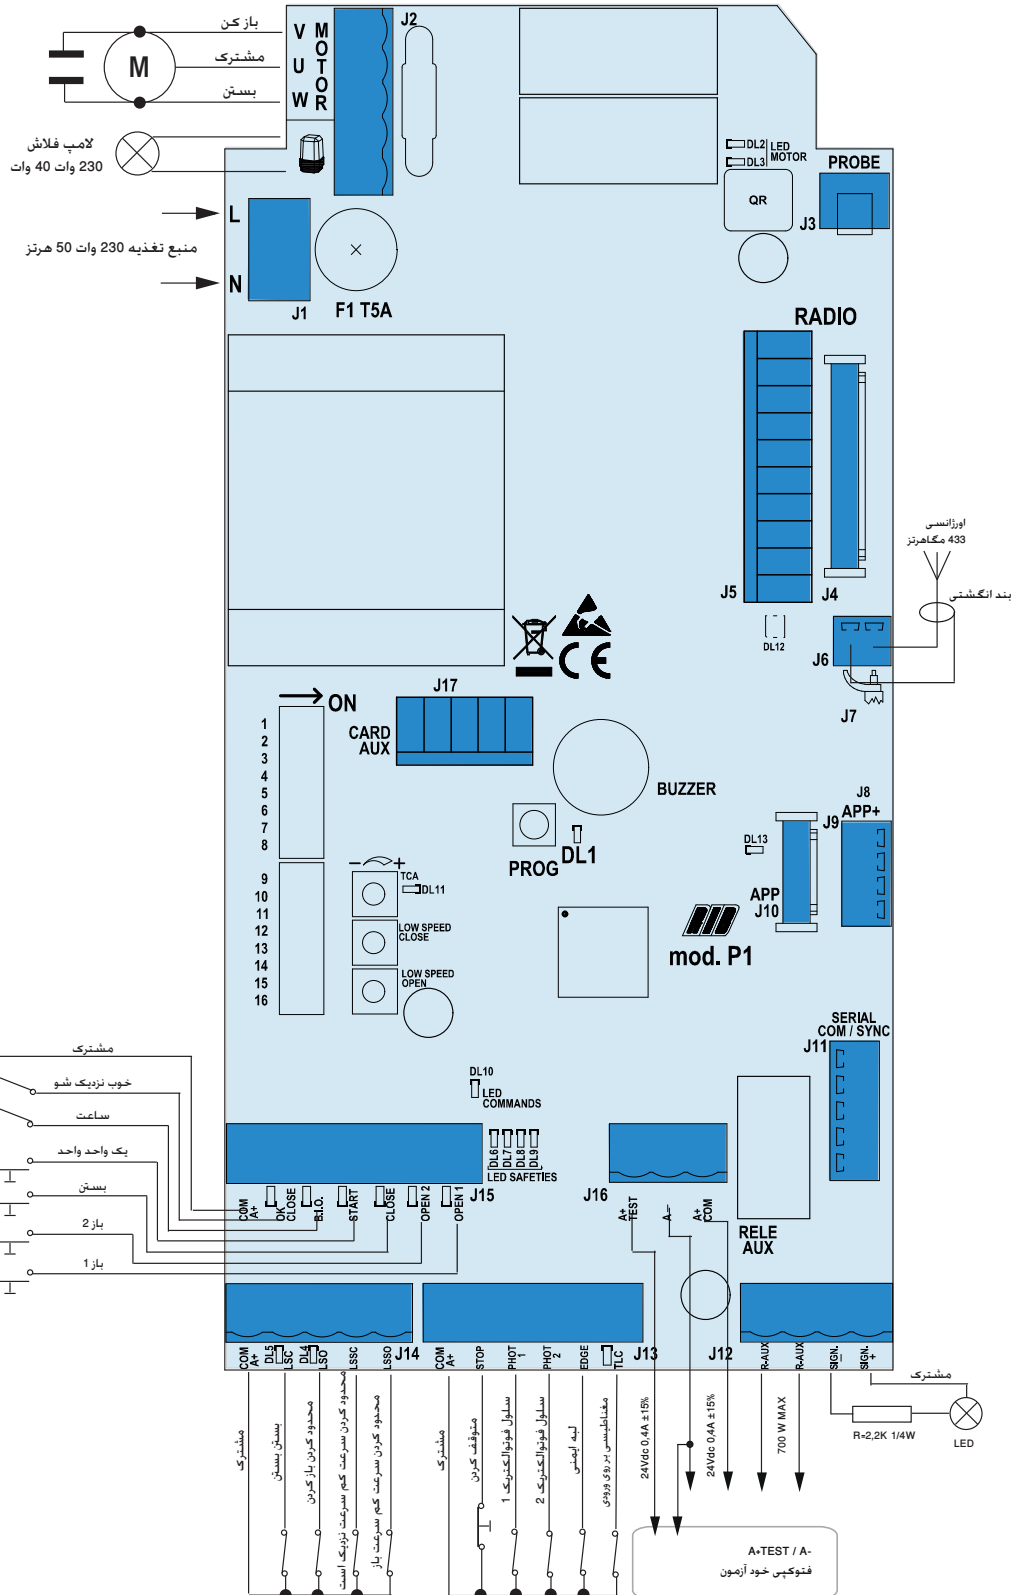 باز کن
V
MOTOR
J2
مشترک
M
U
بستن
W
لامپ فلاش
230 وات 40 وات
DL2
DL3
LED
MOTOR
PROBE
QR
J3
L
منبع تغذیه 230 وات 50 هرتز
N
J1
F1 T5A
RADIO
اورژانسی
433 مگاهرتز
J5
J4
بند انگشتی
DL12
J6
J7
CE
J17
ON
CARD
AUX
1
2
3
4
5
6
7
8
9
10
11
12
13
14
15
16
BUZZER
PROG
DL1
J8
APP+
J9
DL13
APP
J10
- +
TCA
DL11
LOW SPEED
CLOSE
LOW SPEED
OPEN
mod. P1
SERIAL
COM / SYNC
J11
DL10
LED
COMMANDS
مشترک
خوب نزدیک شو
ساعت
یک واحد واحد
بستن
باز 2
باز 1
DL6
DL7
DL8
DL9
LED SAFETIES
J15
J16
COM
A+
OK
CLOSE
B.I.O.
START
CLOSE
OPEN 2
OPEN 1
A+
TEST
A-
A+
COM
RELE
AUX
J14
J13
J12
COM
A+
DL5
LSC
DL4
LSO
LSSC
LSSO
COM
A+
STOP
PHOT
1
PHOT
2
EDGE
TLC
R-AUX
R-AUX
SIGN.
-
SIGN.
+
مشترک
بستن بستن
محدود کردن باز کردن
محدود کردن سرعت کم سرعت نزدیک است
محدود کردن سرعت کم سرعت باز
مشترک
متوقف کردن
سلول فوتوالکتریک 1
سلول فوتوالکتریک 2
لبه ایمنی
مغناطیسی بر روی ورودی
24Vdc 0,4A ±15%
24Vdc 0,4A ±15%
700 W MAX
مشترک
R=2,2K 1/4W
LED
A+TEST / A-
فتوکپی خود آزمون